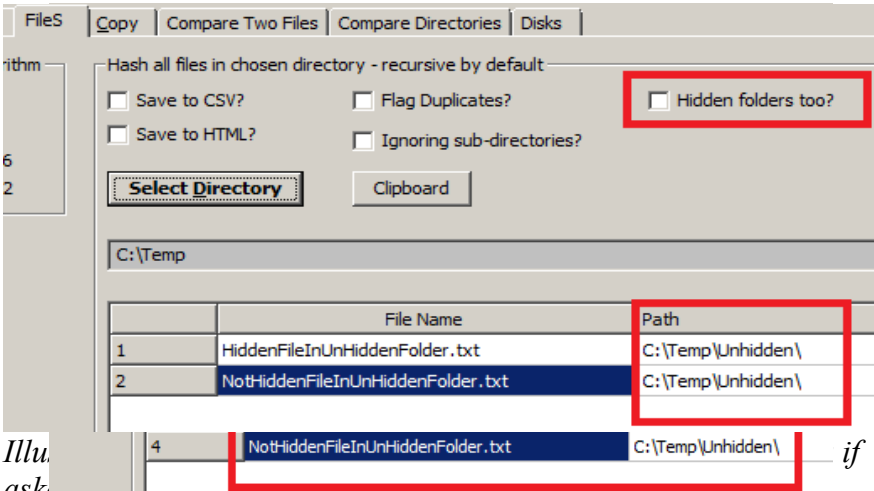 FileS Copy Compare Two Files Compare Directories Disks
rithm Hash all files in chosen directory - recursive by default
Save to CSV? Flag Duplicates? Hidden folders too?
Save to HTML? Ignoring sub-directories?
6
2 Select Directory Clipboard
C:\Temp
File Name Path
1 HiddenFileInUnHiddenFolder.txt C:\Temp\Unhidden\
2 NotHiddenFileInUnHiddenFolder.txt C:\Temp\Unhidden\
4 NotHiddenFileInUnHiddenFolder.txt C:\Temp\Unhidden\ if